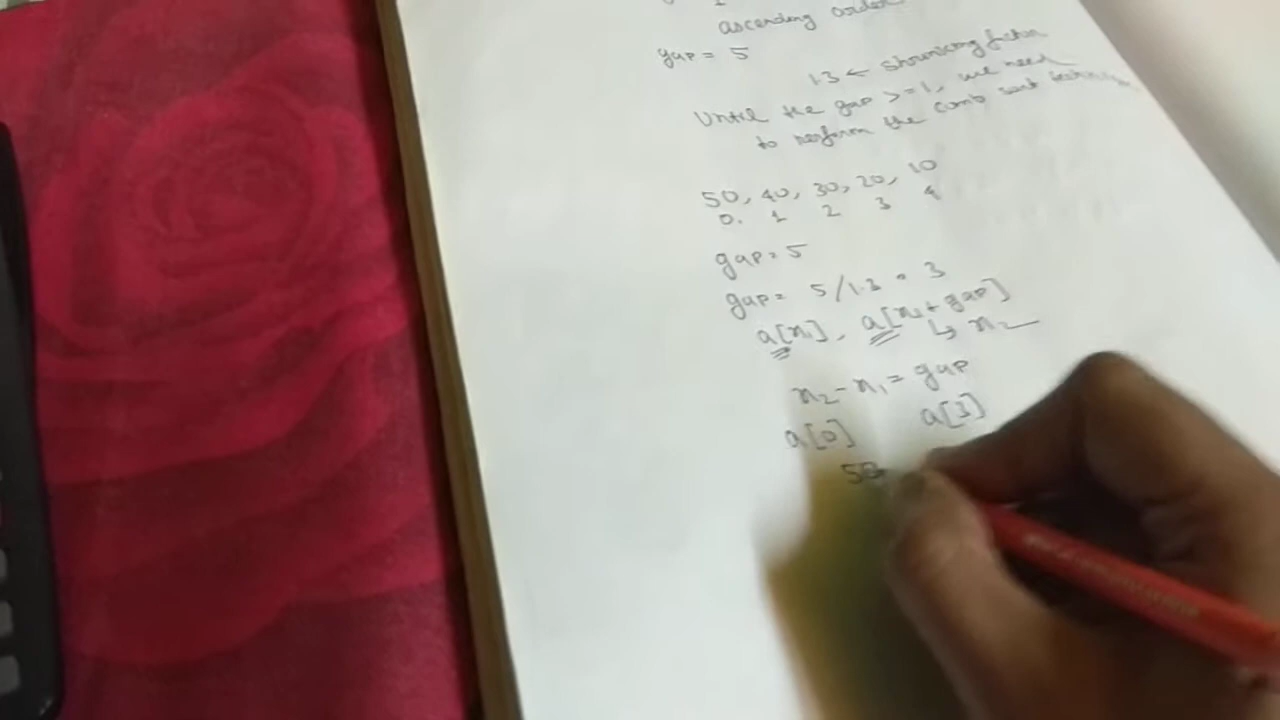 ascending order
gap = 5
1.3 ← shrinking factor
Until the gap >=1, we need
to perform the comb sort
50, 40, 30, 20, 10
0. 1 2 3 4
gap = 5
gap = 5/1.3 = 3
a[n₁], a[n₁ + gap]
↳ n₂
n₂ - n₁ = gap
a[0] a[3]
50